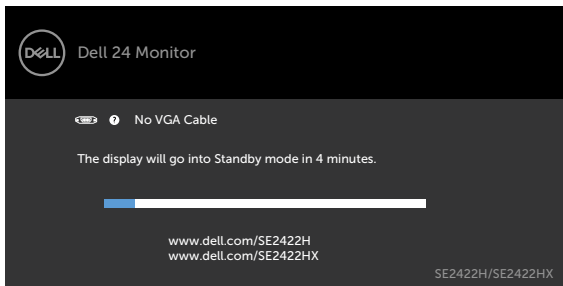 DELL
Dell 24 Monitor
? No VGA Cable
The display will go into Standby mode in 4 minutes.
www.dell.com/SE2422H
www.dell.com/SE2422HX
SE2422H/SE2422HX